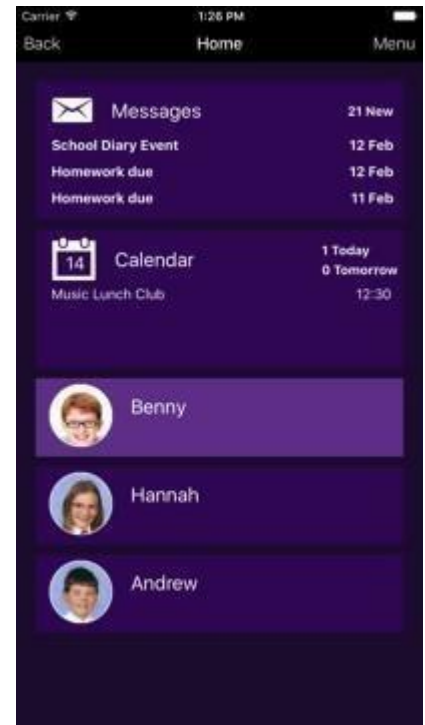 Carrier 1:26 PM
Back Home Menu
Messages 21 New
School Diary Event 12 Feb
Homework due 12 Feb
Homework due 11 Feb
14 Calendar 1 Today
0 Tomorrow
Music Lunch Club 12:30
Benny
Hannah
Andrew